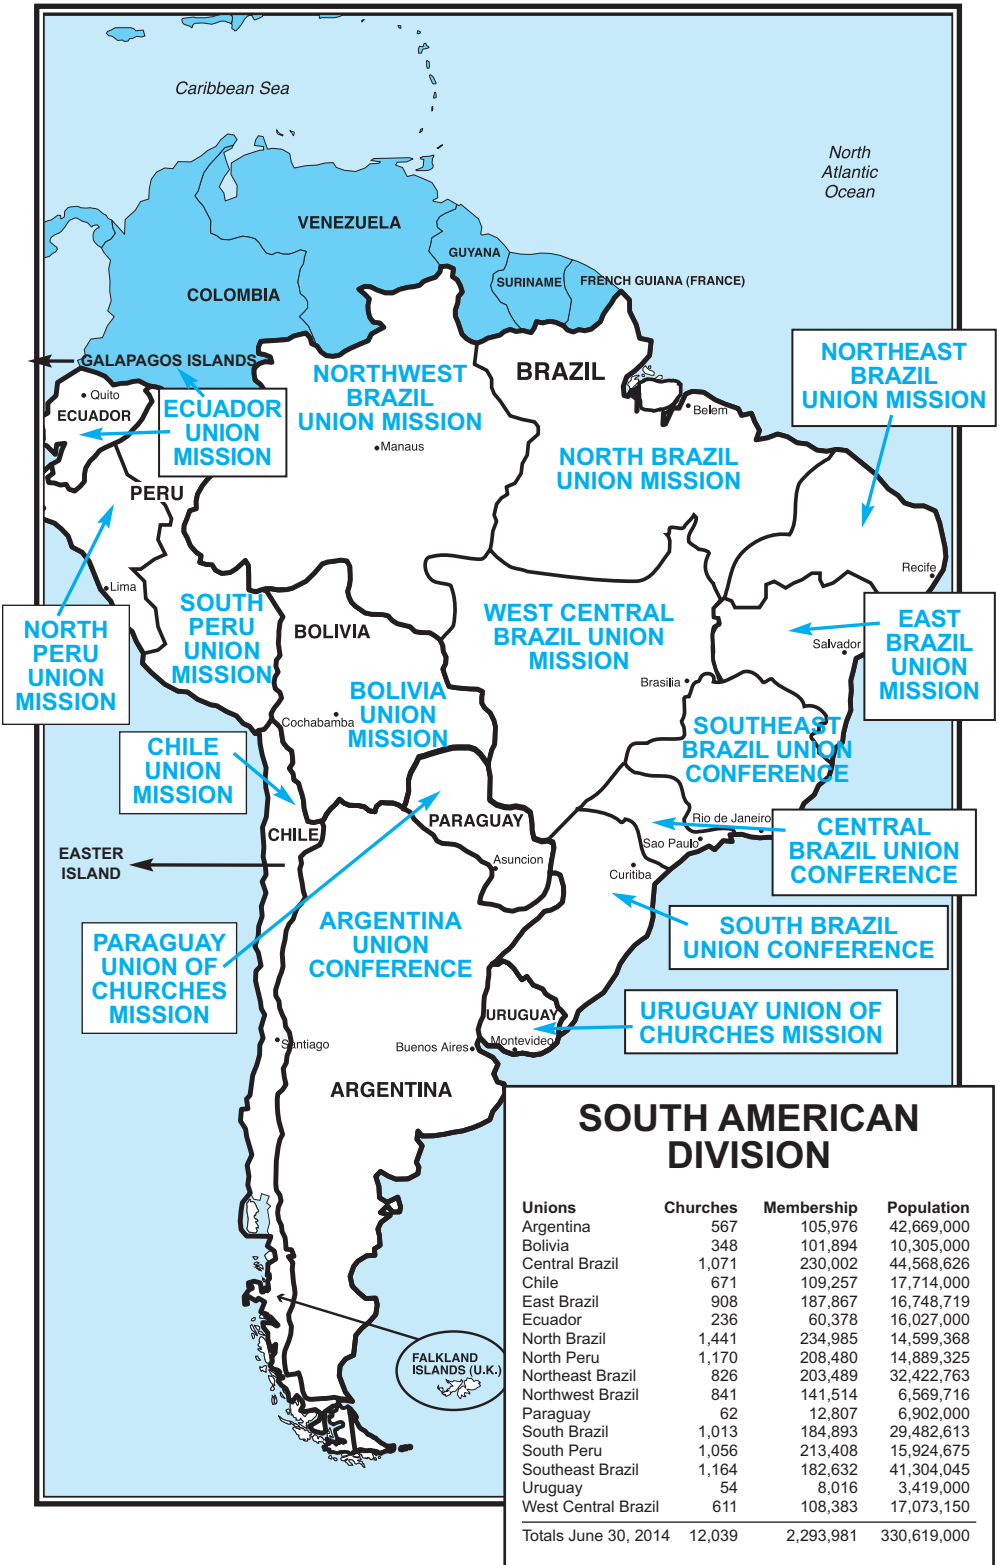 Caribbean Sea
North
Atlantic
Ocean
VENEZUELA
GUYANA
SURINAME
FRENCH GUIANA (FRANCE)
COLOMBIA
GALAPAGOS ISLANDS
Quito
ECUADOR
ECUADOR
UNION
MISSION
NORTHWEST
BRAZIL
UNION MISSION
Manaus
BRAZIL
Belem
NORTHEAST
BRAZIL
UNION MISSION
NORTH BRAZIL
UNION MISSION
PERU
Lima
Recife
NORTH
PERU
UNION
MISSION
SOUTH
PERU
UNION
MISSION
BOLIVIA
WEST CENTRAL
BRAZIL UNION
MISSION
EAST
BRAZIL
UNION
MISSION
Salvador
Brasilia
BOLIVIA
UNION
MISSION
Cochabamba
SOUTHEAST
BRAZIL UNION
CONFERENCE
CHILE
UNION
MISSION
CHILE
PARAGUAY
Asuncion
Rio de Janeiro
Sao Paulo
Curitiba
CENTRAL
BRAZIL UNION
CONFERENCE
EASTER
ISLAND
PARAGUAY
UNION OF
CHURCHES
MISSION
ARGENTINA
UNION
CONFERENCE
SOUTH BRAZIL
UNION CONFERENCE
URUGUAY
Montevideo
URUGUAY UNION OF
CHURCHES MISSION
Santiago
Buenos Aires
ARGENTINA
FALKLAND
ISLANDS (U.K.)
SOUTH AMERICAN
DIVISION
Unions Churches Membership Population
Argentina 567 105,976 42,669,000
Bolivia 348 101,894 10,305,000
Central Brazil 1,071 230,002 44,568,626
Chile 671 109,257 17,714,000
East Brazil 908 187,867 16,748,719
Ecuador 236 60,378 16,027,000
North Brazil 1,441 234,985 14,599,368
North Peru 1,170 208,480 14,889,325
Northeast Brazil 826 203,489 32,422,763
Northwest Brazil 841 141,514 6,569,716
Paraguay 62 12,807 6,902,000
South Brazil 1,013 184,893 29,482,613
South Peru 1,056 213,408 15,924,675
Southeast Brazil 1,164 182,632 41,304,045
Uruguay 54 8,016 3,419,000
West Central Brazil 611 108,383 17,073,150
Totals June 30, 2014 12,039 2,293,981 330,619,000